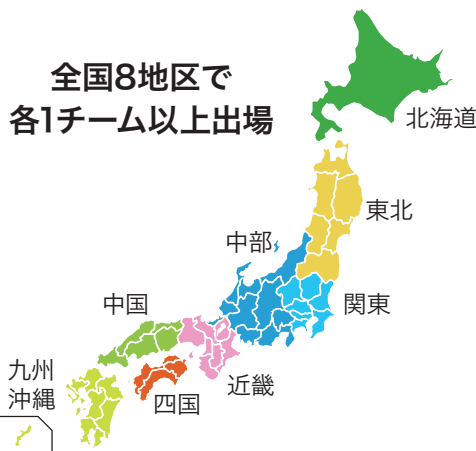 全国8地区で
各1チーム以上出場
北海道
東北
中部
関東
中国
近畿
四国
九州
沖縄